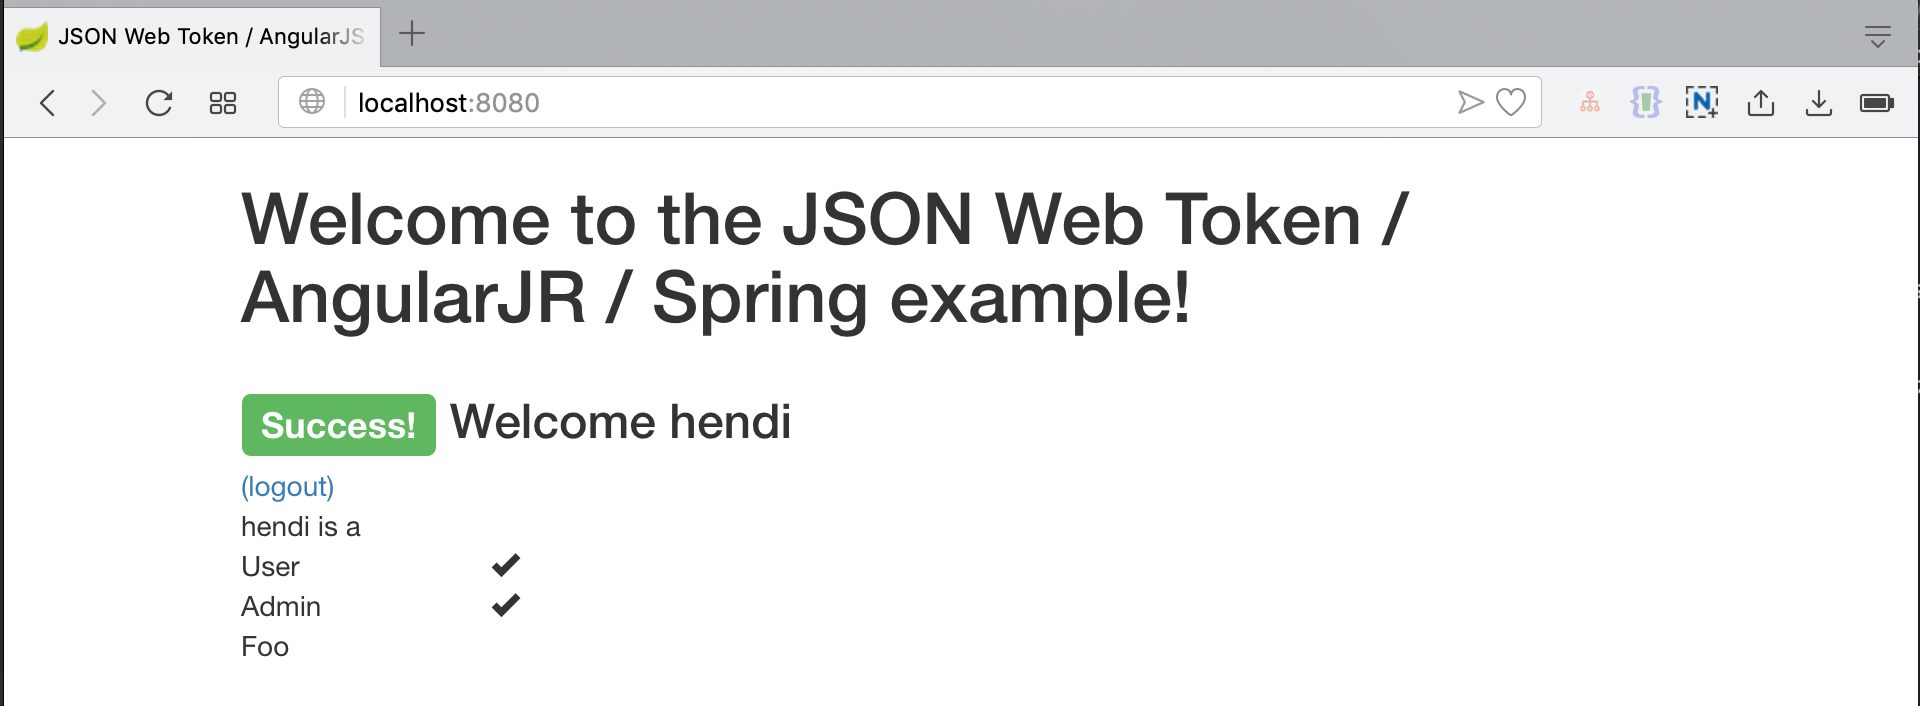 JSON Web Token / AngularJS
localhost:8080
N
Welcome to the JSON Web Token /
AngularJR / Spring example!
Success! Welcome hendi
(logout)
hendi is a
User
Admin
Foo